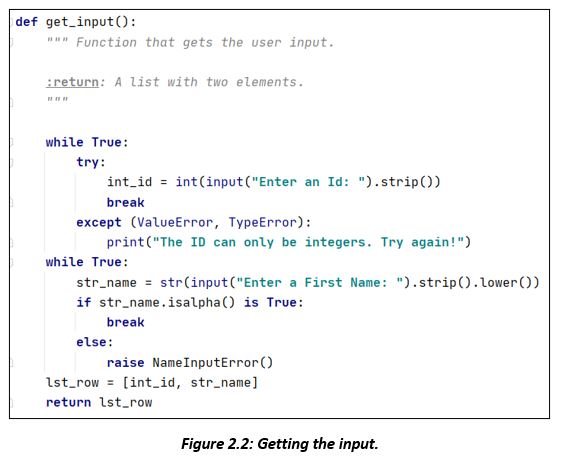 def get_input():
    """ Function that gets the user input.

    :return: A list with two elements.
    """

    while True:
        try:
            int_id = int(input("Enter an Id: ").strip())
            break
        except (ValueError, TypeError):
            print("The ID can only be integers. Try again!")
    while True:
        str_name = str(input("Enter a First Name: ").strip().lower())
        if str_name.isalpha() is True:
            break
        else:
            raise NameInputError()
    lst_row = [int_id, str_name]
    return lst_row
Figure 2.2: Getting the input.